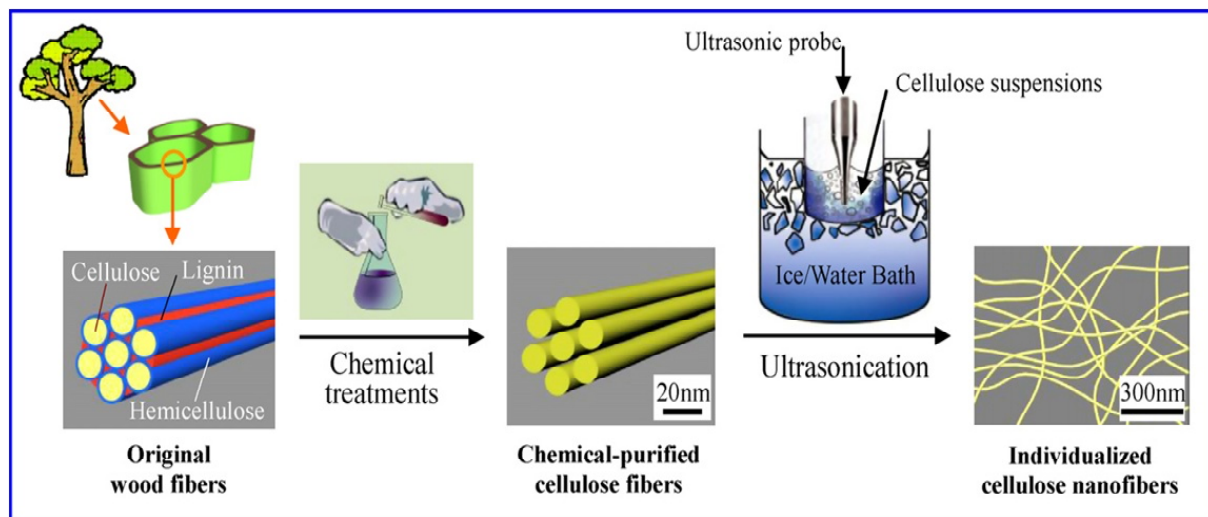 Ultrasonic probe
Cellulose suspensions
Ice/Water Bath
Cellulose
Lignin
Hemicellulose
Chemical
treatments
20nm
Ultrasonication
300nm
Original
wood fibers
Chemical-purified
cellulose fibers
Individualized
cellulose nanofibers